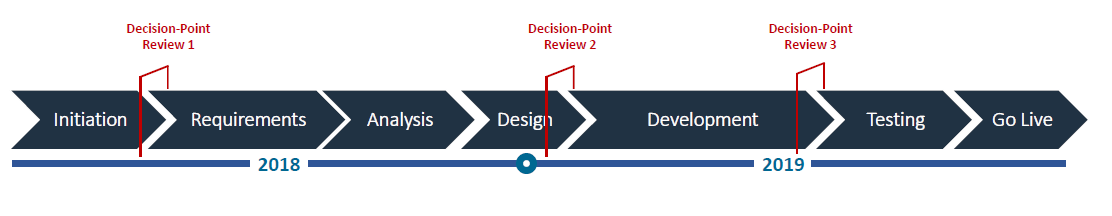 Decision-Point
Review 1
Decision-Point
Review 2
Decision-Point
Review 3
Initiation
Requirements
Analysis
Design
Development
Testing
Go Live
2018
2019